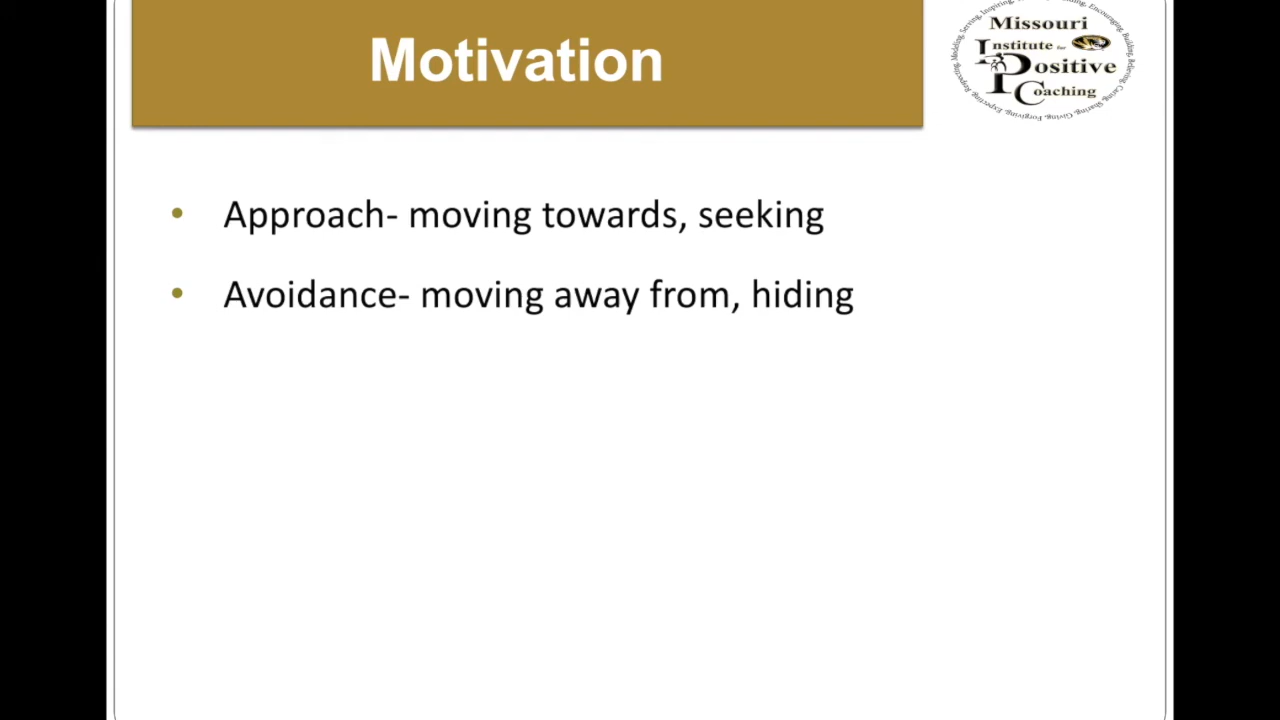 Motivation
Missouri
Institute for
Positive
Coaching
• Approach- moving towards, seeking
• Avoidance- moving away from, hiding